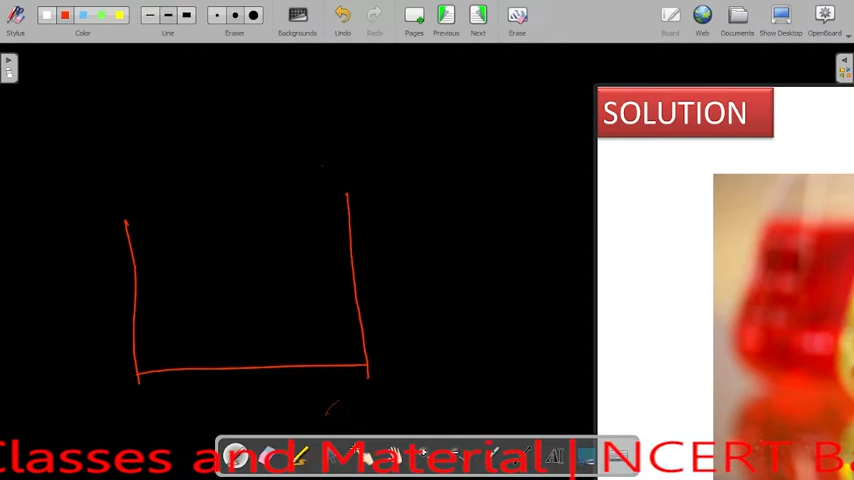 Stylus Color Line Eraser Backgrounds Undo Redo Pages Previous Next Erase Board Web Documents Show Desktop OpenBoard
SOLUTION
Classes and Material | NCERT Ba